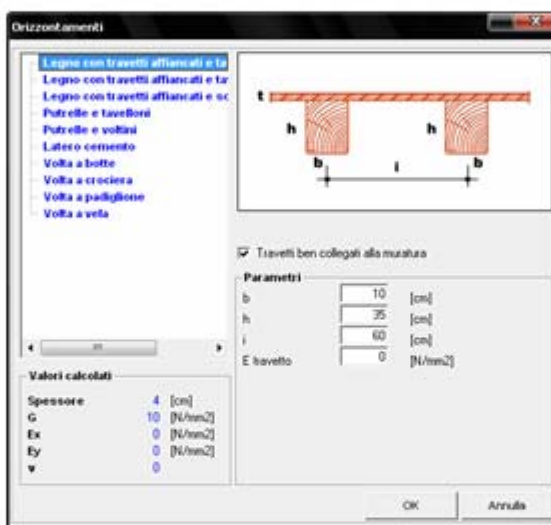 Orizzontamenti
Legno con travetti affiancati e ta
Legno con travetti affiancati e ta
Legno con travetti affiancati e sc
Putrelle e tavelloni
Putrelle e voltini
Latero cemento
Volta a botte
Volta a crociera
Volta a padiglione
Volta a vela
t
h
h
b
b
i
Travetti ben collegati alla muratura
Parametri
b 10 [cm]
h 35 [cm]
i 60 [cm]
E travetto 0 [N/mm2]
Valori calcolati
Spessore 4 [cm]
G 10 [N/mm2]
Ex 0 [N/mm2]
Ey 0 [N/mm2]
v 0
OK
Annulla